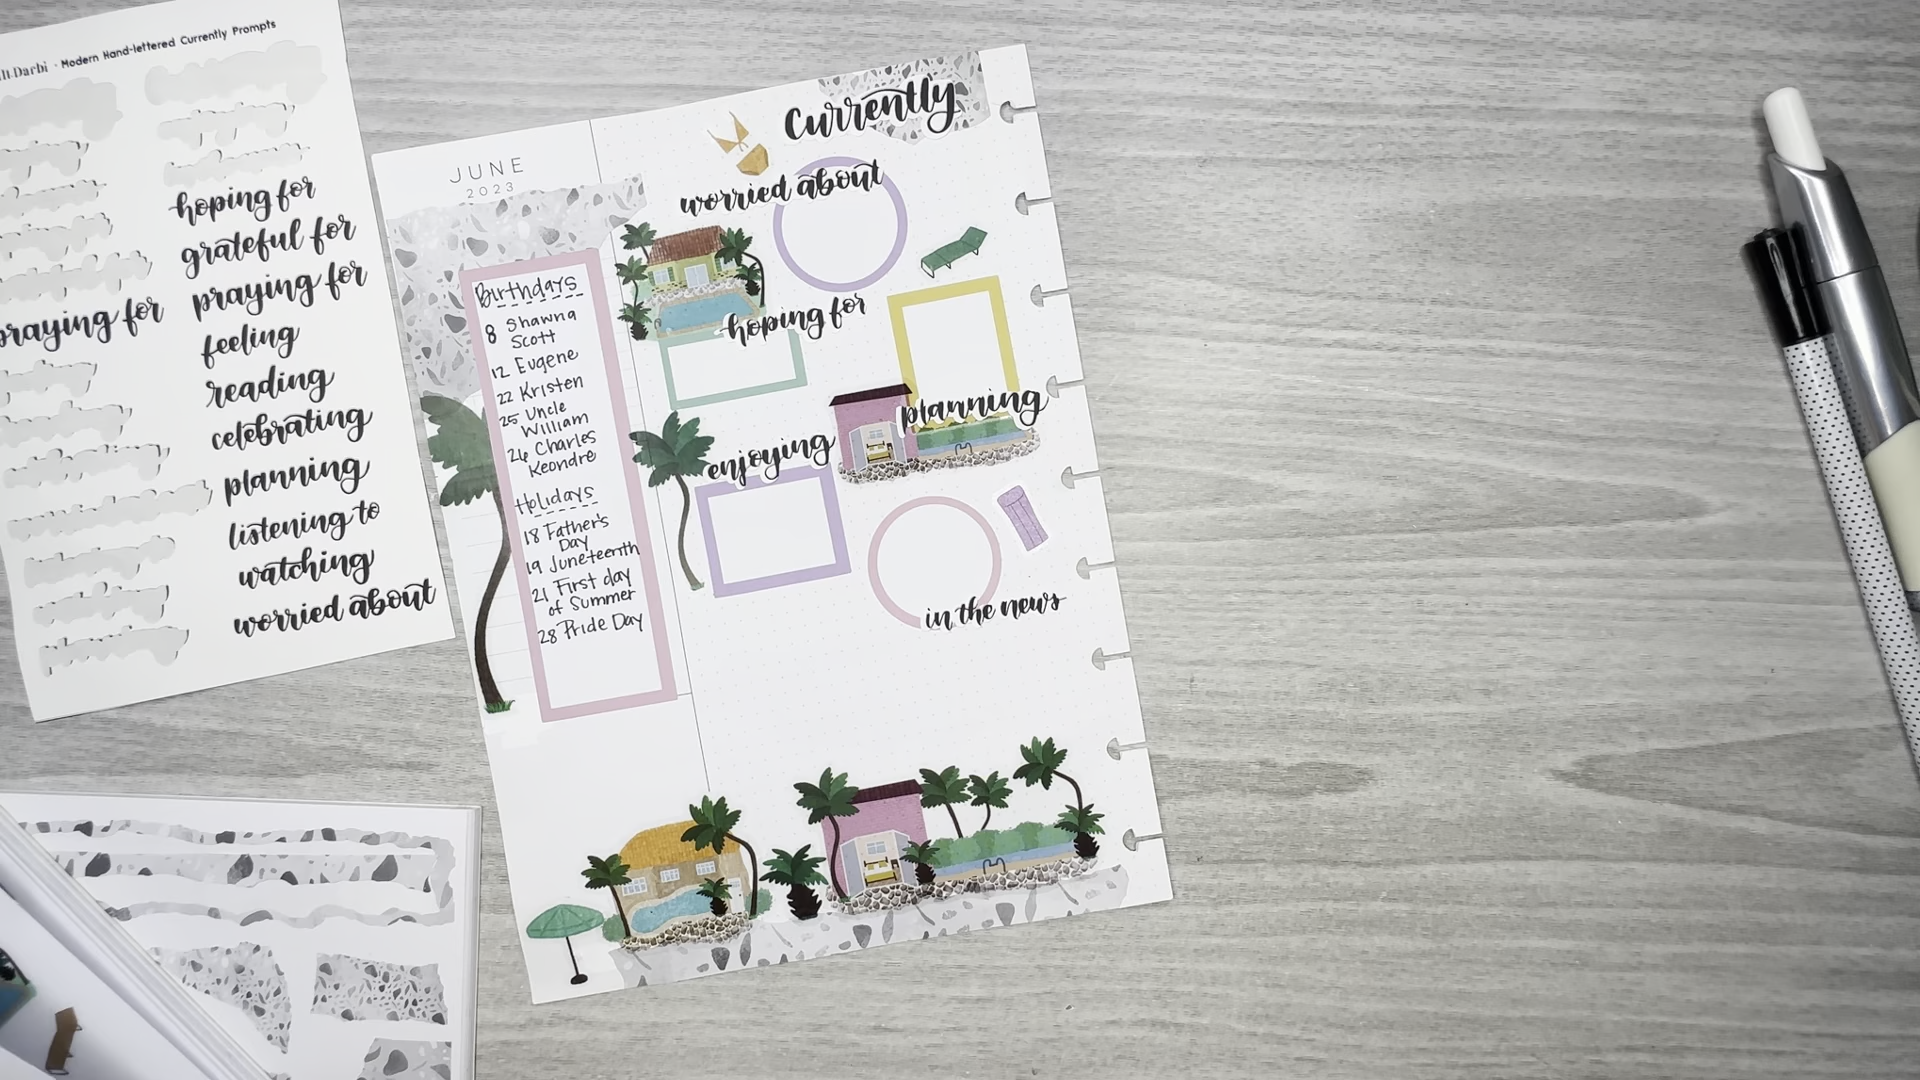 Modern Hand-lettered Currently Prompts
praying for
hoping for
grateful for
praying for
feeling
reading
celebrating
planning
listening to
watching
worried about
JUNE
2023
Birthdays
8 Shawna
Scott
12 Eugene
22 Kristen
25 Uncle
William
26 Charles
Keondre
Holidays
18 Father's
Day
19 Juneteenth
21 First day
of Summer
28 Pride Day
Currently
worried about
hoping for
planning
enjoying
in the news